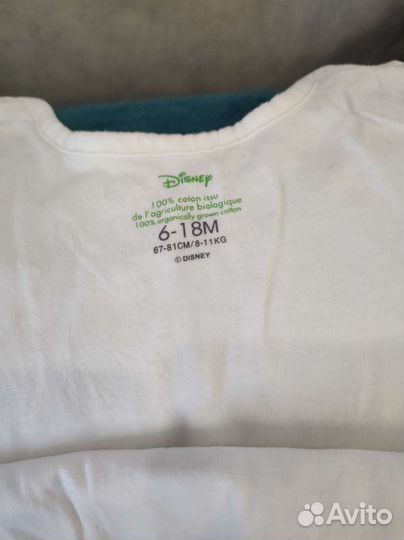 Disney
100% coton issu
de l'agriculture biologique
100% organically grown cotton
6-18M
67-81CM/8-11KG
© DISNEY
Avito